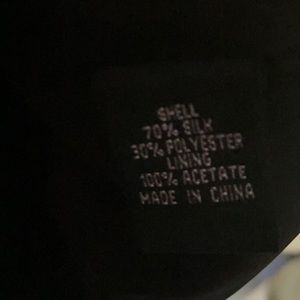 SHELL
70% SILK
30% POLYESTER
LINING
100% ACETATE
MADE IN CHINA